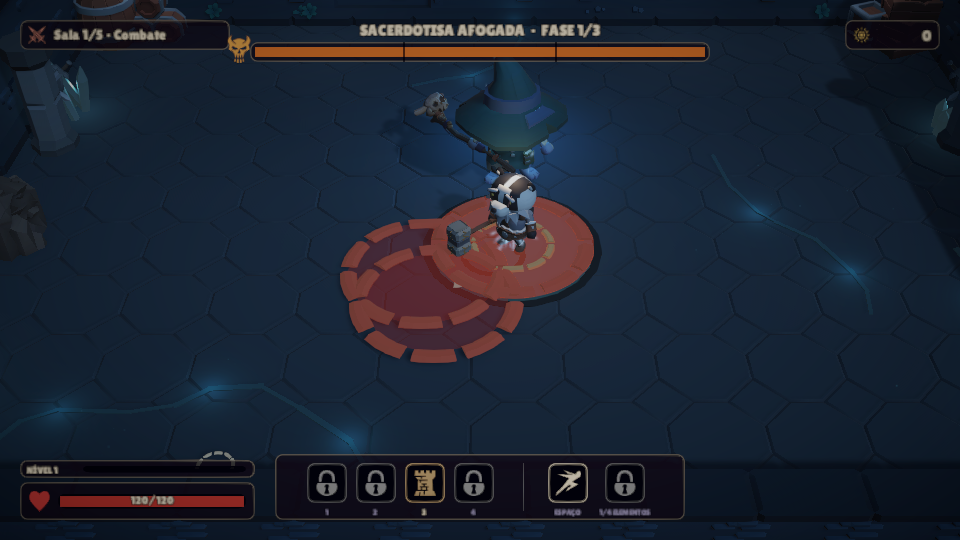 Sala 1/5 - Combate
SACERDOTISA AFOGADA - FASE 1/3
0
NÍVEL 1
120/120
1
2
3
4
ESPAÇO
1/4 ELEMENTOS